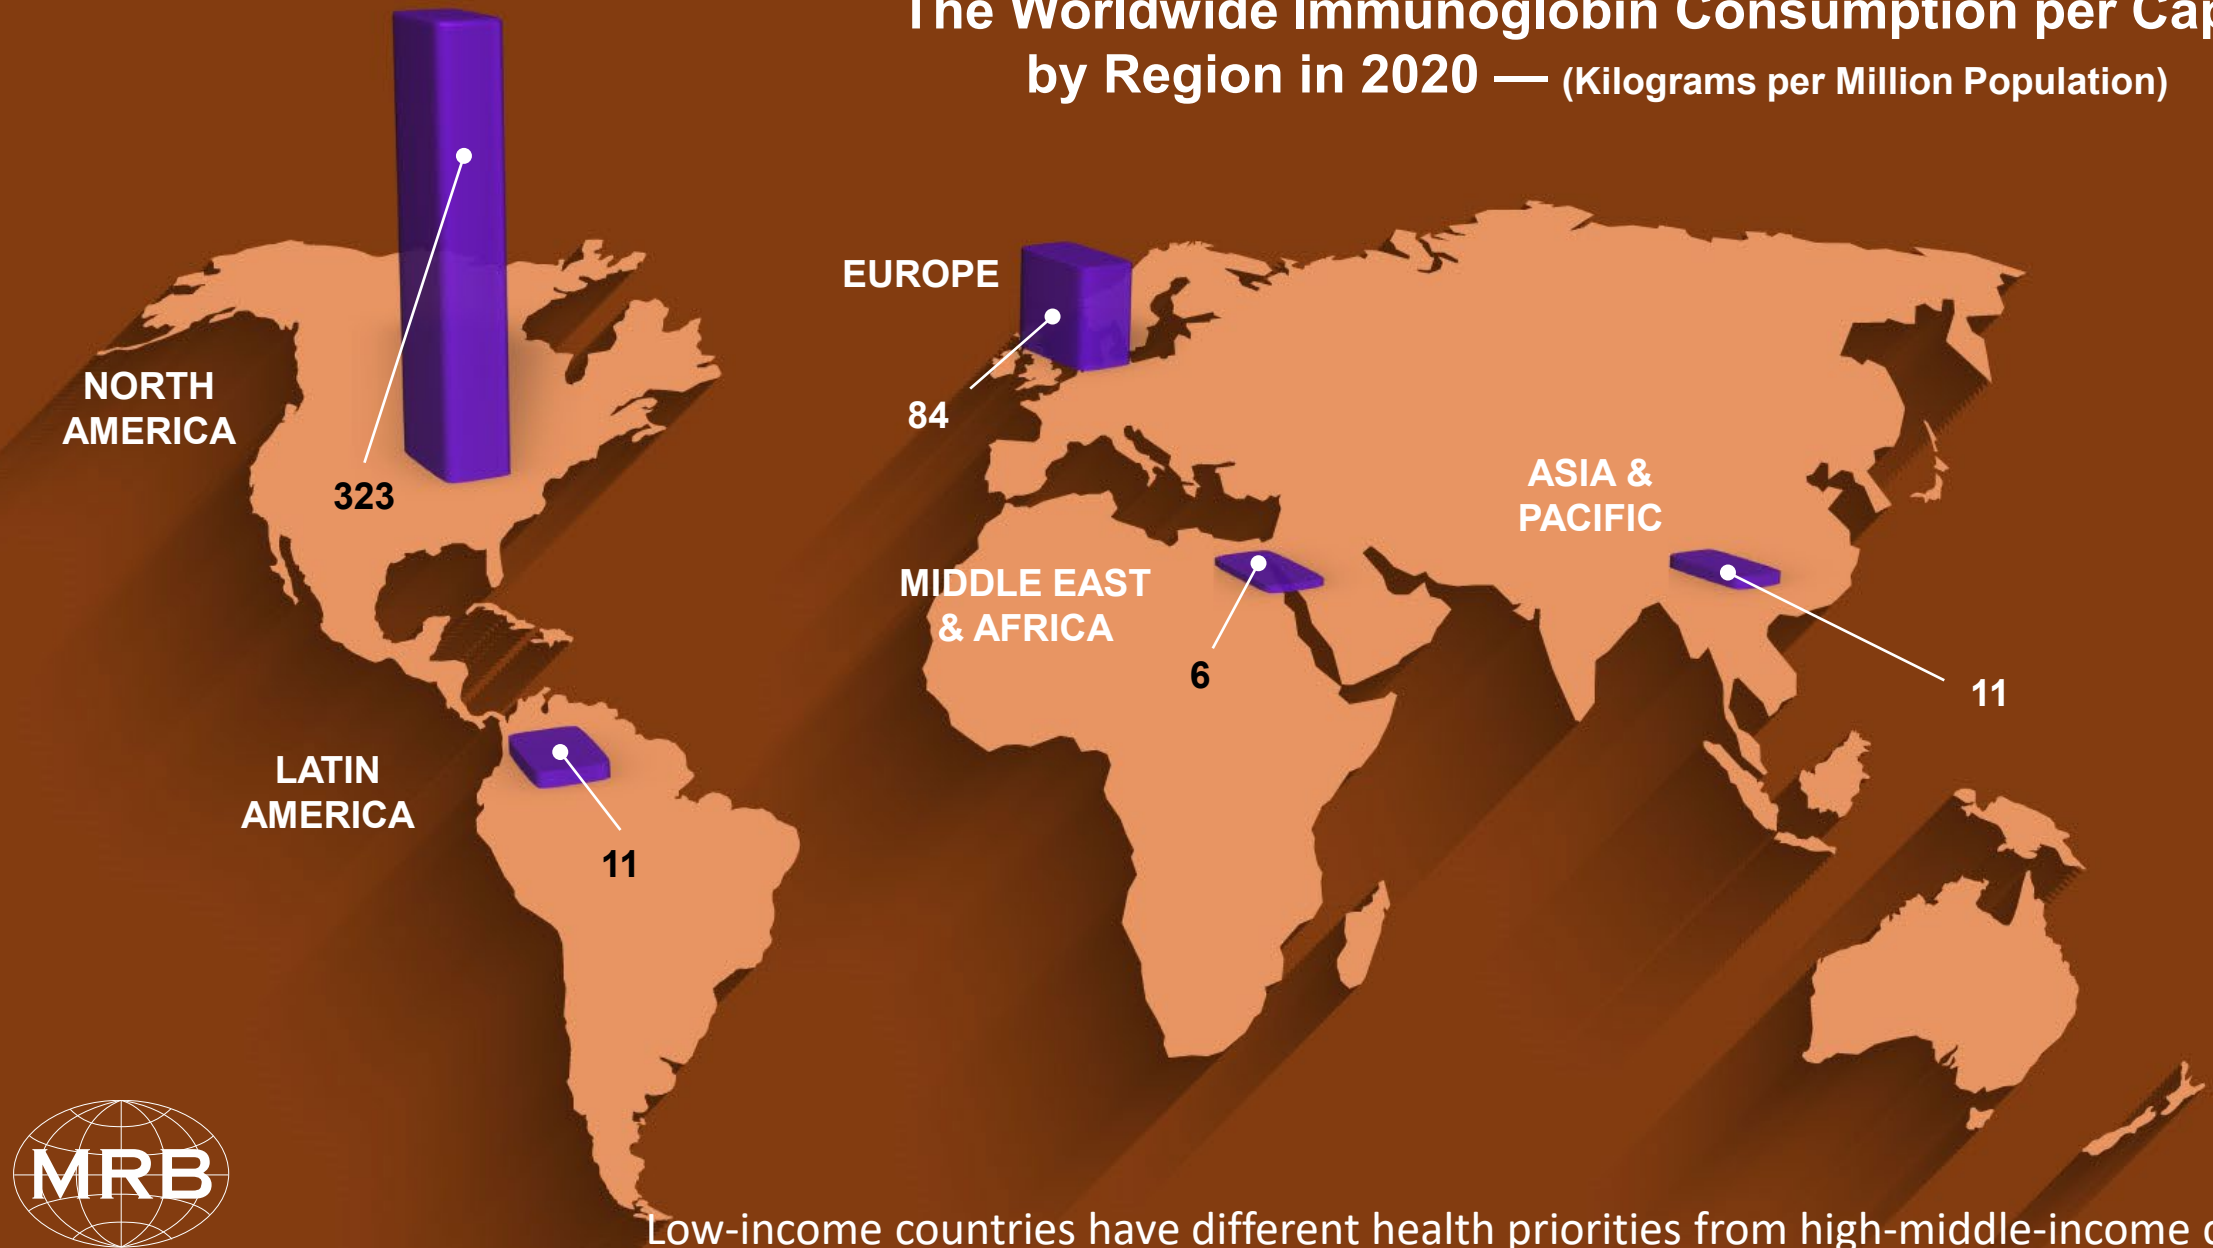 The Worldwide Immunoglobin Consumption per Cap
by Region in 2020 — (Kilograms per Million Population)
EUROPE
84
NORTH
AMERICA
323
ASIA &
PACIFIC
11
MIDDLE EAST
& AFRICA
6
LATIN
AMERICA
11
MRB
Low-income countries have different health priorities from high-middle-income